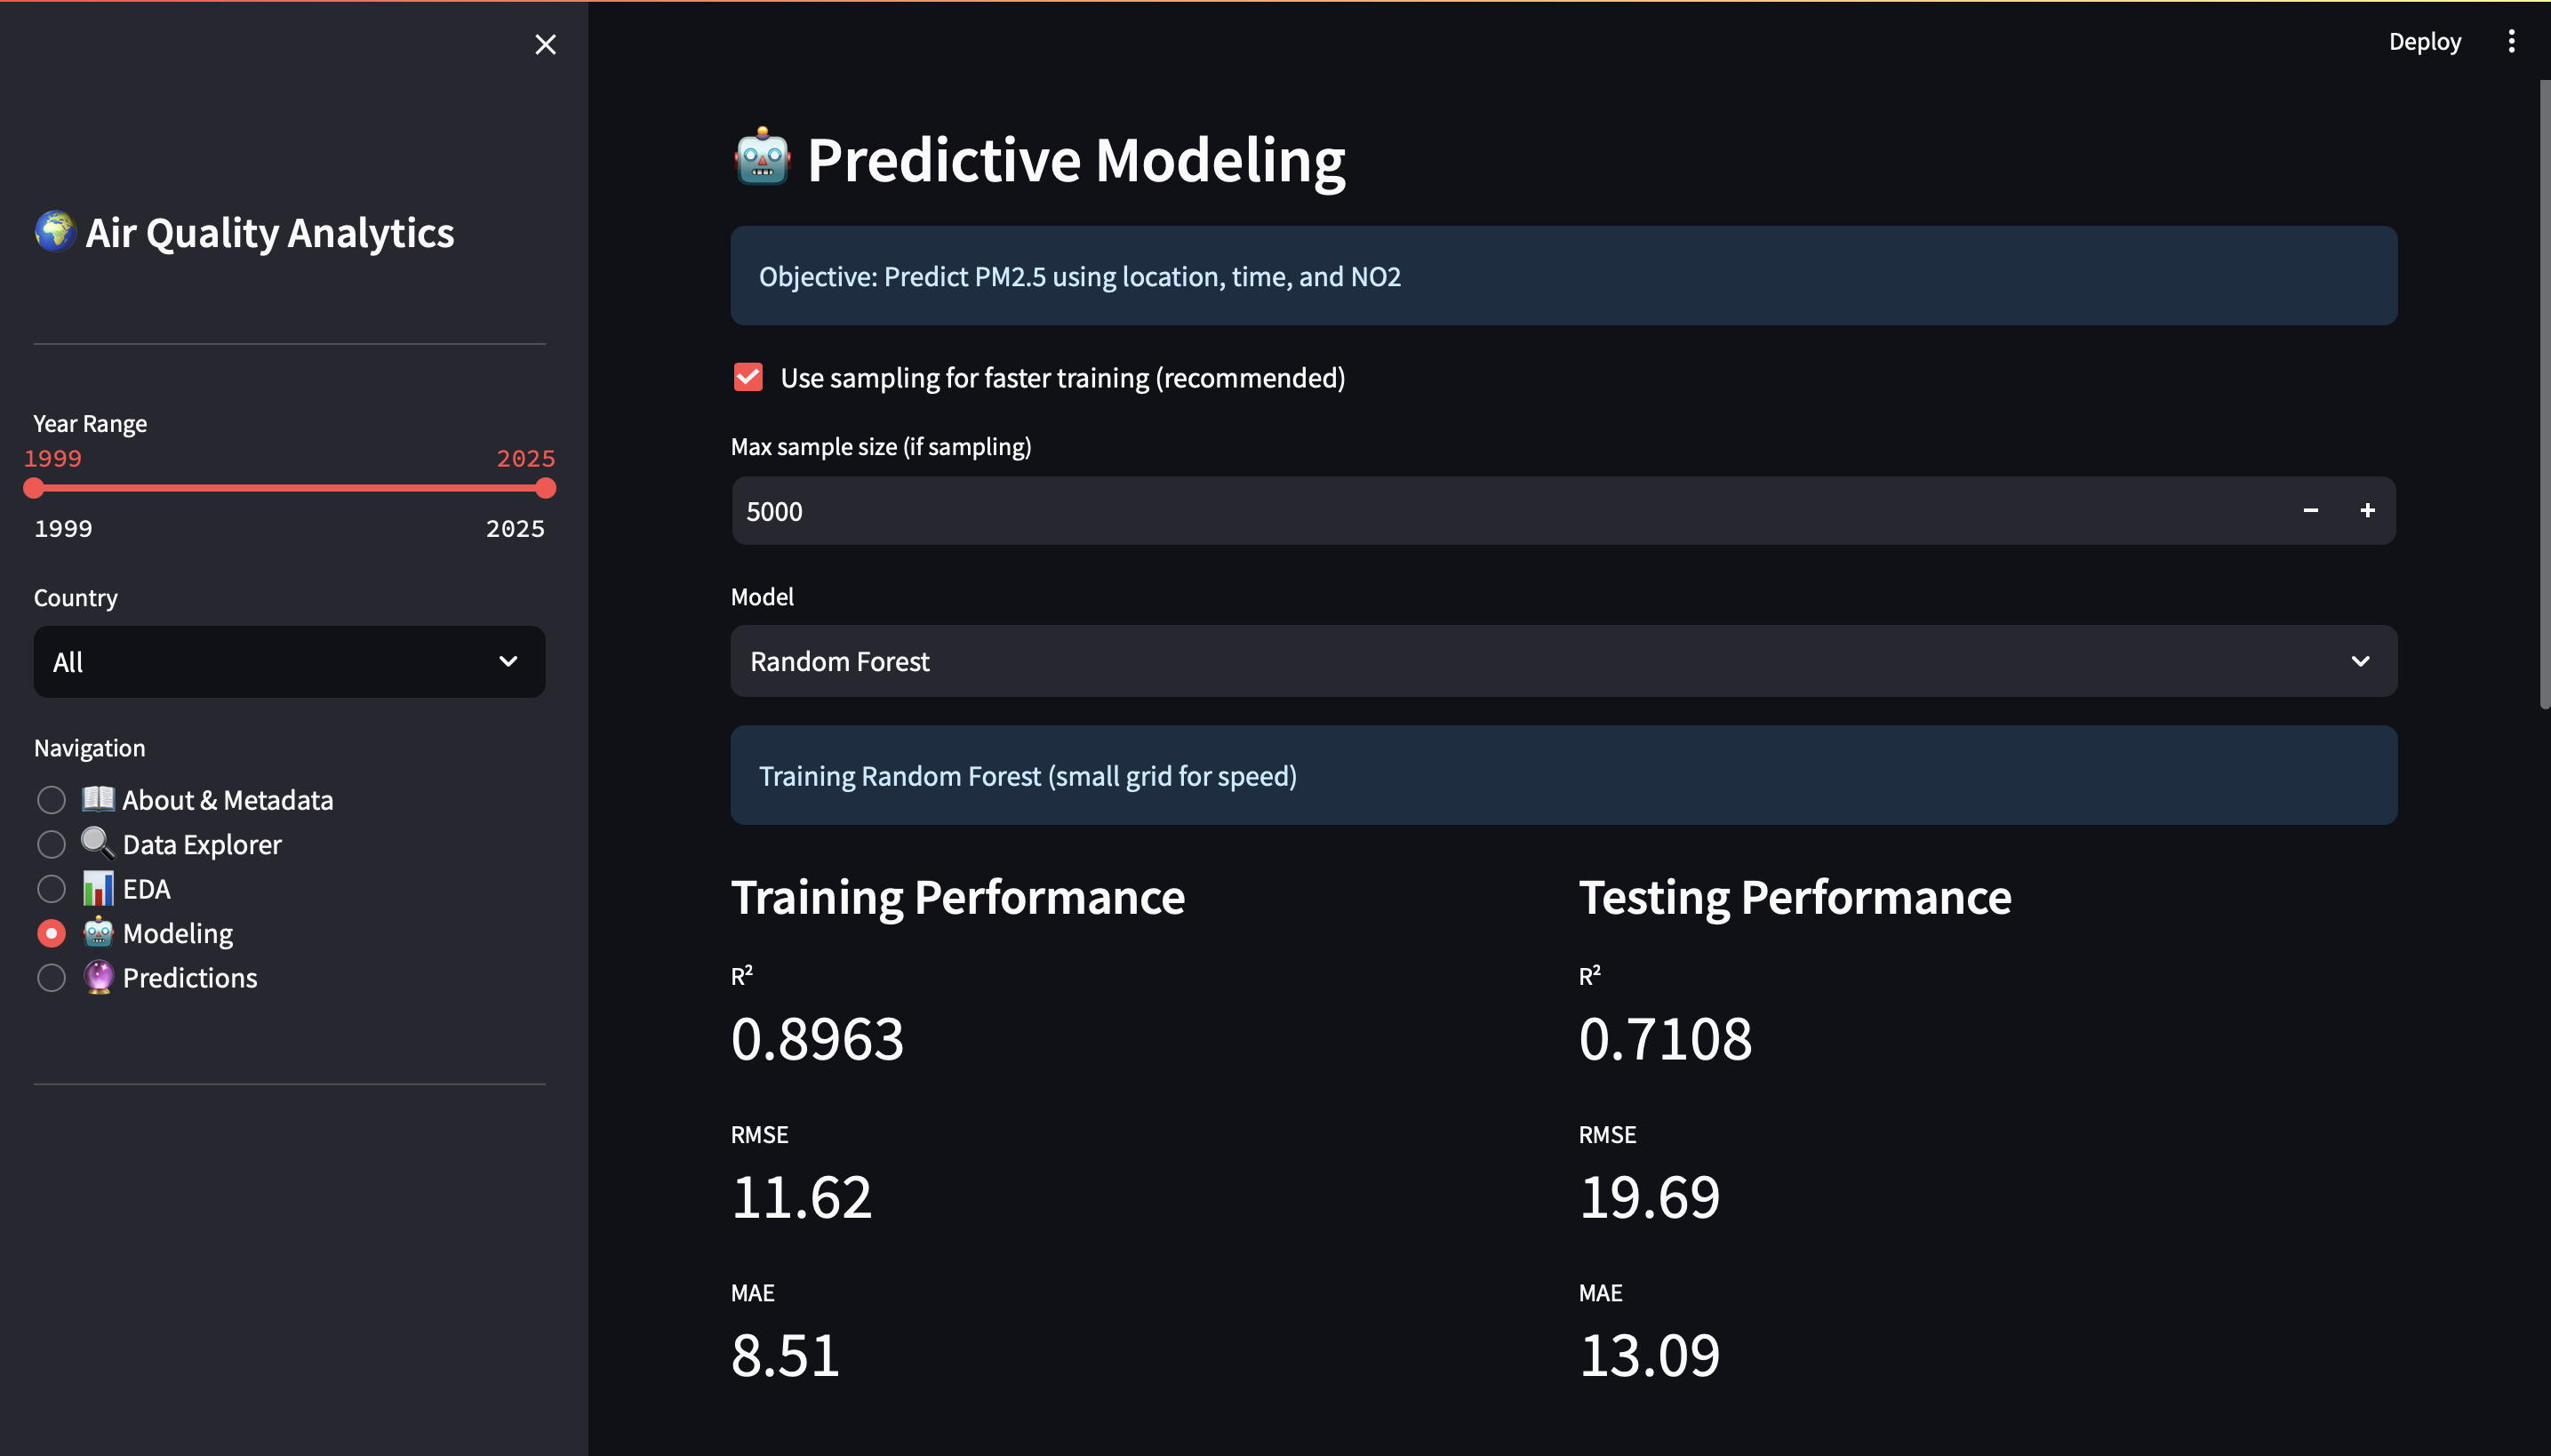 🌍 Air Quality Analytics
Year Range
1999 2025
1999 2025
Country
All
Navigation
📖 About & Metadata
🔍 Data Explorer
📊 EDA
🤖 Modeling
🔮 Predictions
Deploy
🤖 Predictive Modeling
Objective: Predict PM2.5 using location, time, and NO2
Use sampling for faster training (recommended)
Max sample size (if sampling)
5000
Model
Random Forest
Training Random Forest (small grid for speed)
Training Performance
R²
0.8963
RMSE
11.62
MAE
8.51
Testing Performance
R²
0.7108
RMSE
19.69
MAE
13.09